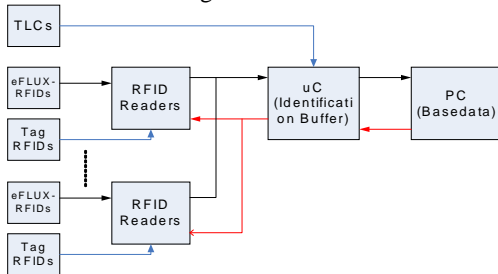 TLCs
eFLUX-
RFIDs
RFID
Readers
Tag
RFIDs
uC
(Identificati
on Buffer)
PC
(Basedata)
eFLUX-
RFIDs
RFID
Readers
Tag
RFIDs